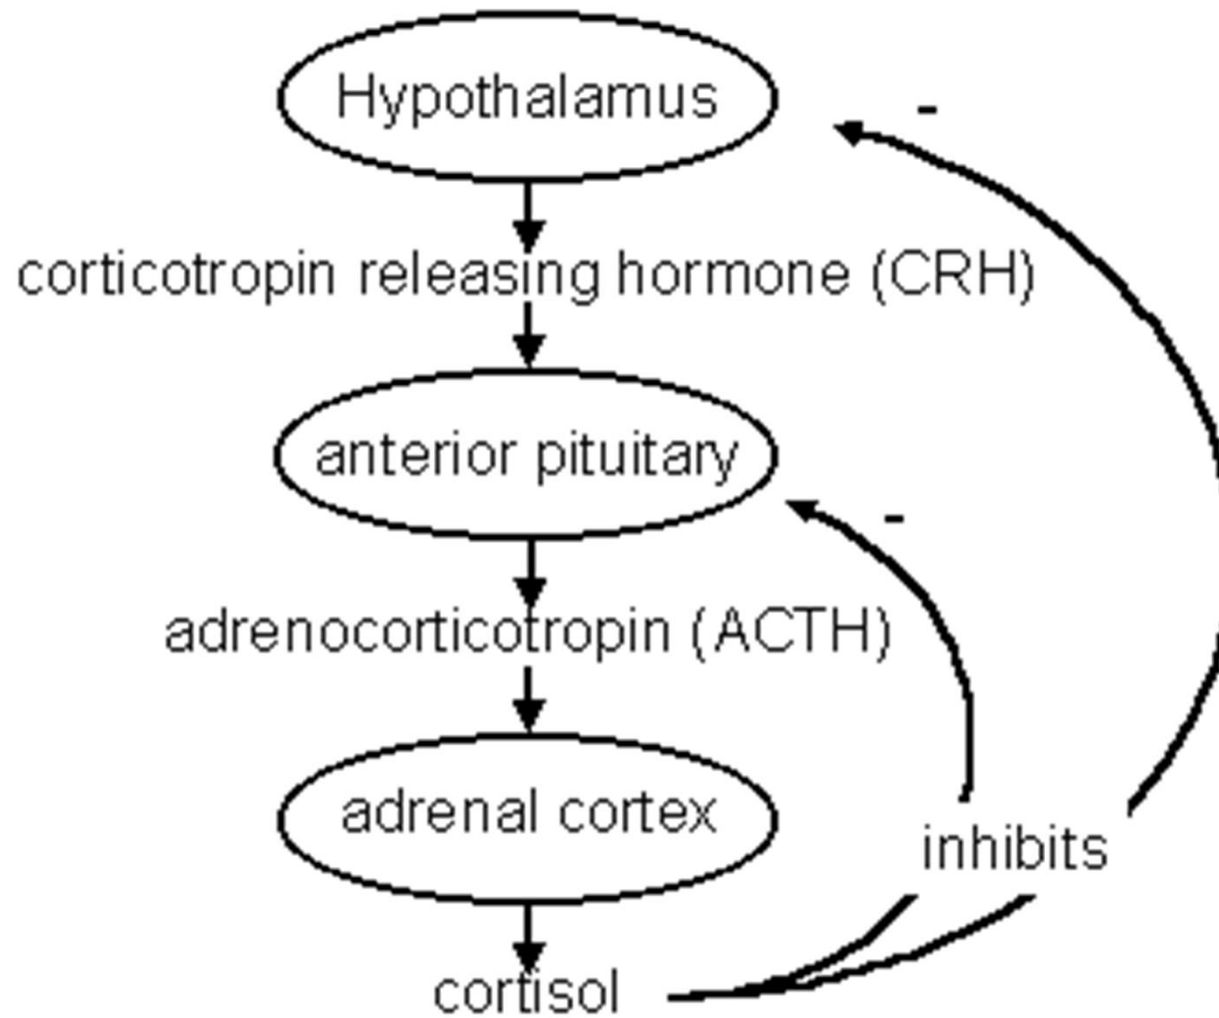 Hypothalamus
-
corticotropin releasing hormone (CRH)
anterior pituitary
-
adrenocorticotropin (ACTH)
adrenal cortex
inhibits
cortisol